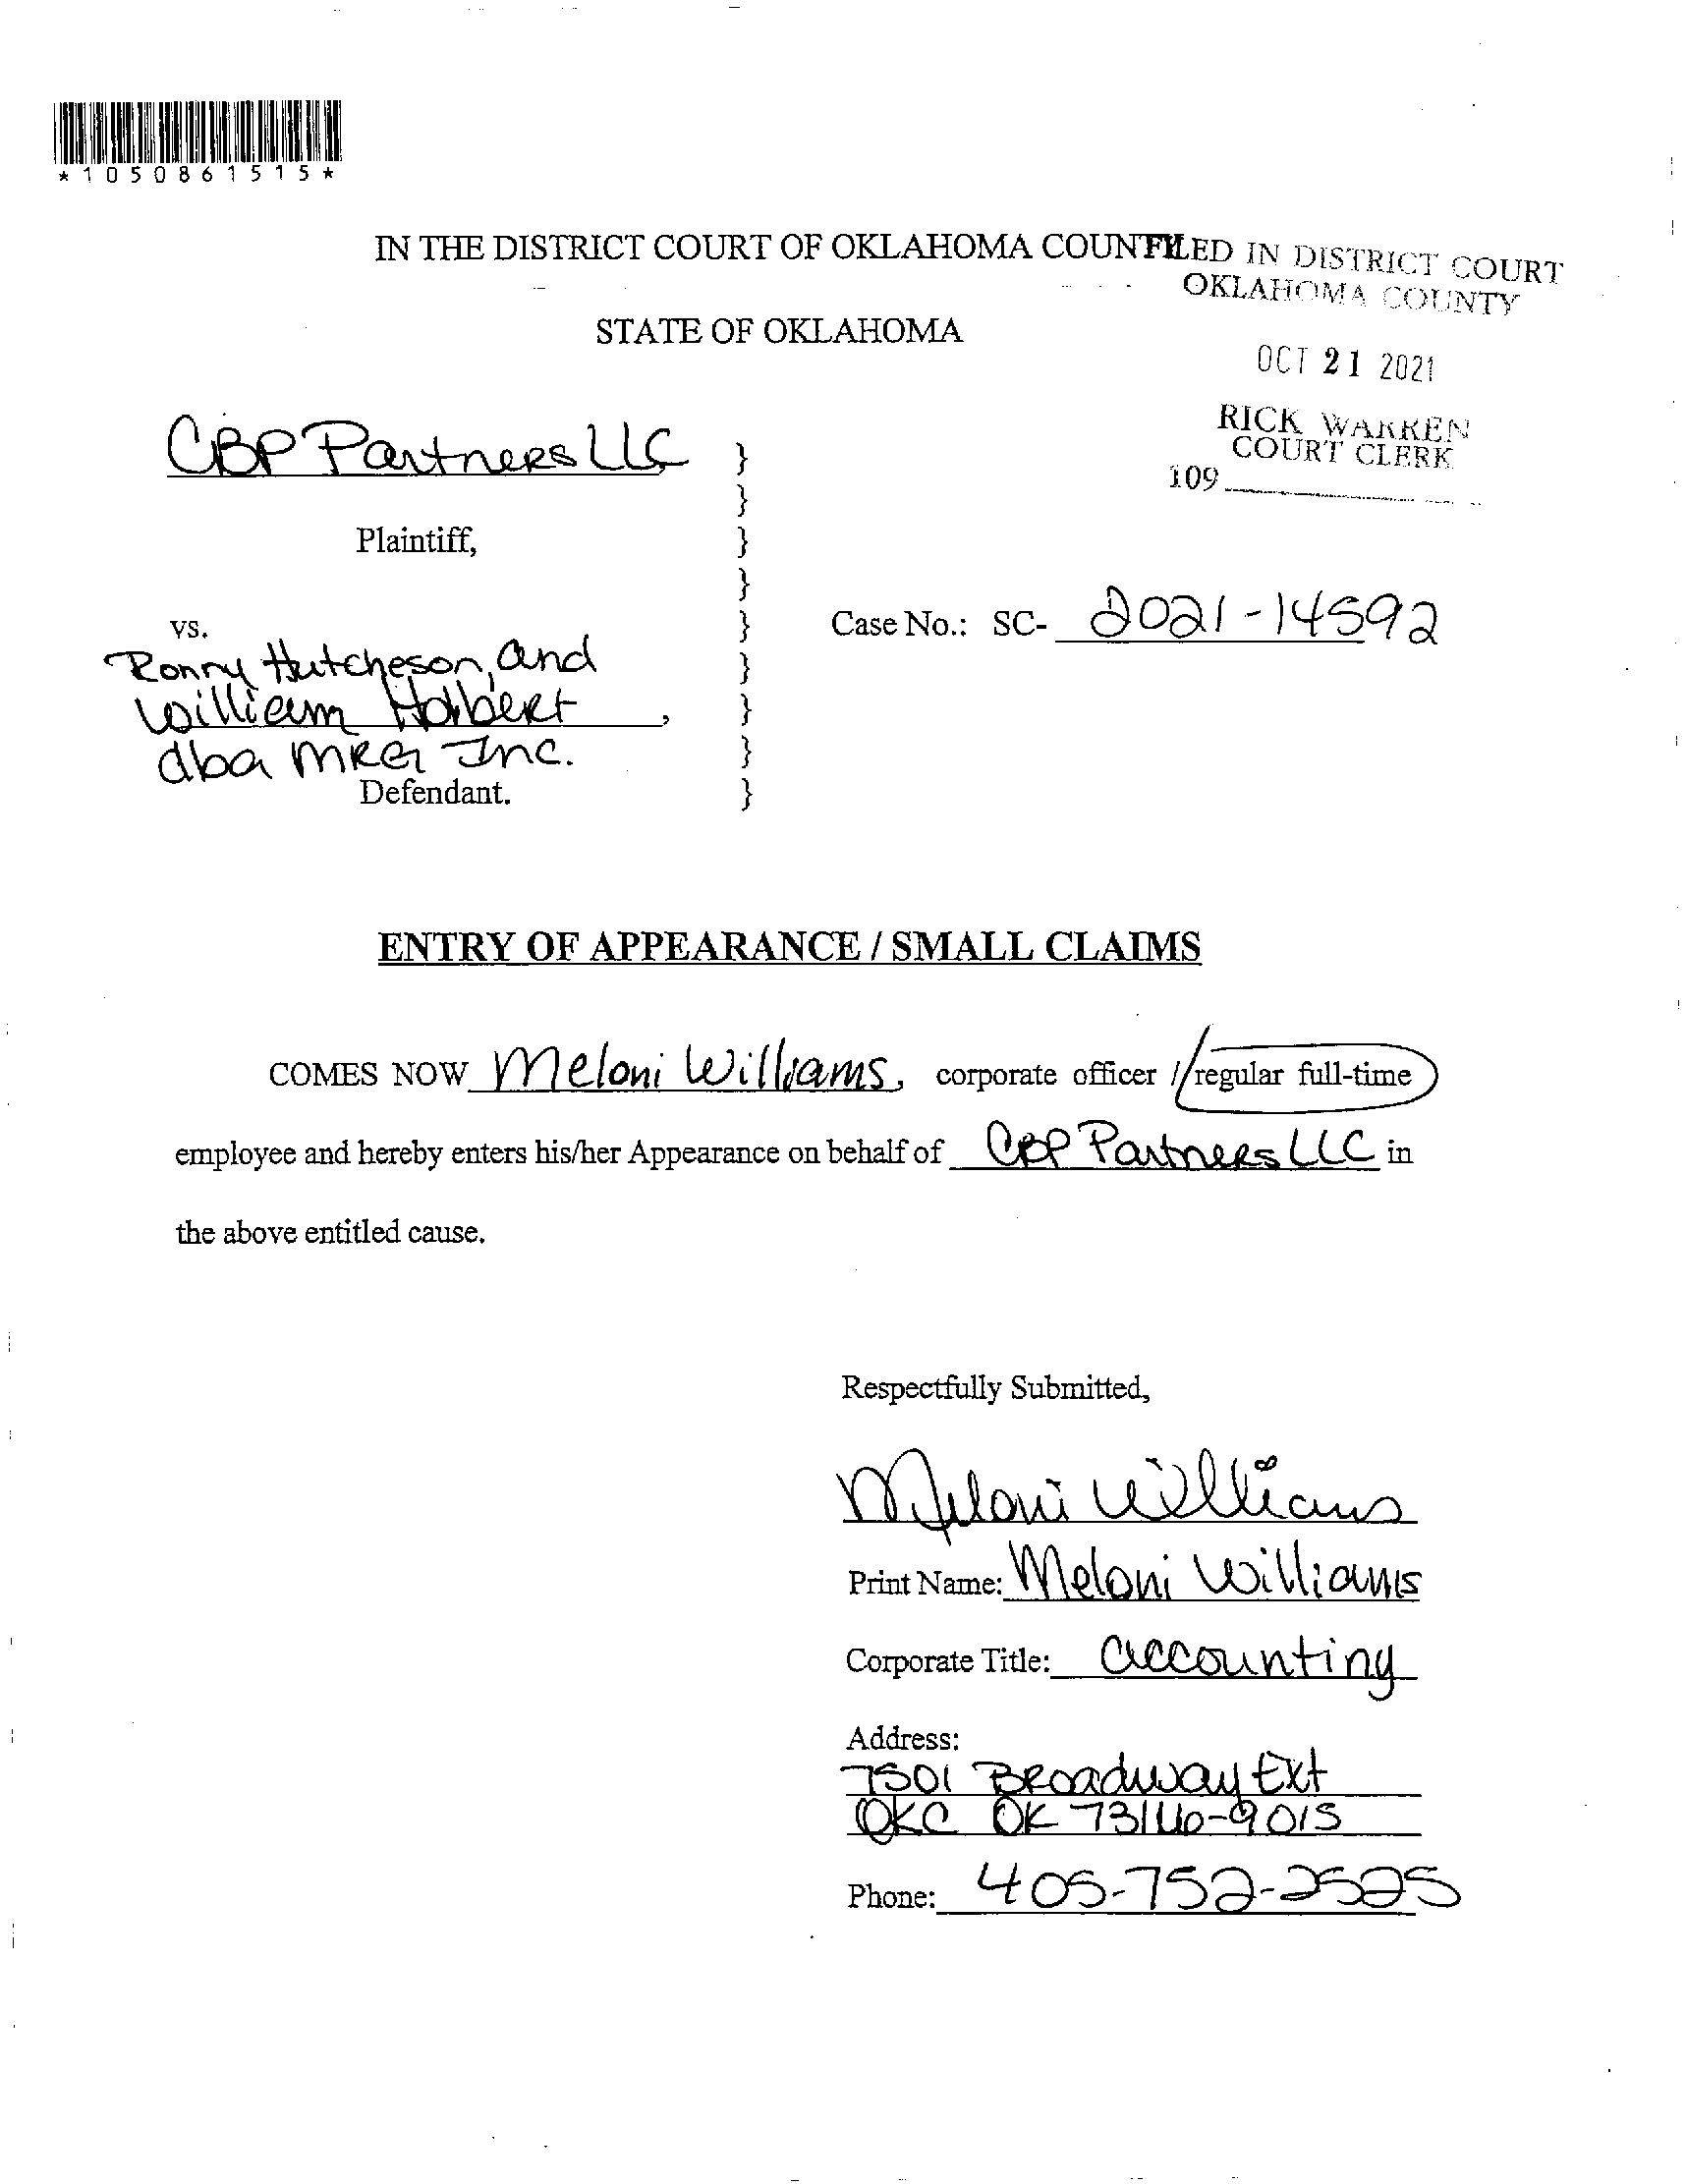 *1050861515*
IN THE DISTRICT COURT OF OKLAHOMA COUNTY
FILED IN DISTRICT COURT
OKLAHOMA COUNTY
STATE OF OKLAHOMA
OCT 21 2021
RICK WARREN
COURT CLERK
109
CBP Partners LLC }
}
Plaintiff, }
}
vs. }
Case No.: SC- 2021-14592
Ronny Hutcheson, and }
William Holbert, }
dba MRG Inc. }
Defendant. }
ENTRY OF APPEARANCE / SMALL CLAIMS
COMES NOW Meloni Williams, corporate officer / regular full-time
employee and hereby enters his/her Appearance on behalf of CBP Partners LLC in
the above entitled cause.
Respectfully Submitted,
Meloni Williams
Print Name: Meloni Williams
Corporate Title: accounting
Address:
7501 Broadway Ext
OKC OK 73116-9015
Phone: 405-752-2525